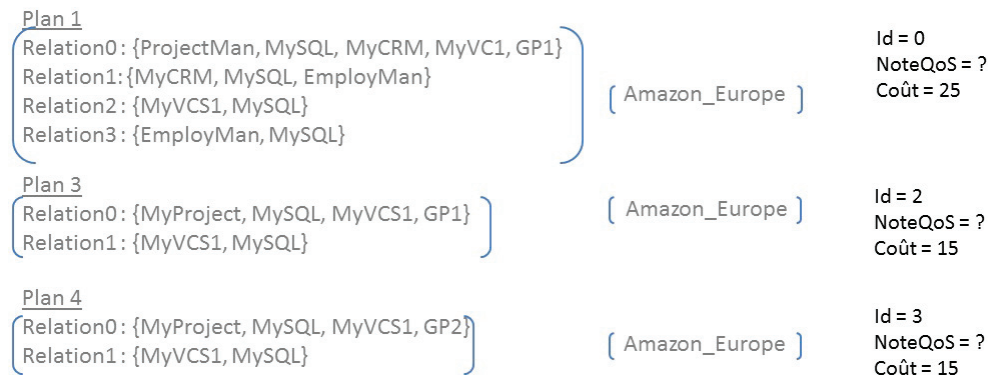 Plan 1
Relation0 : {ProjectMan, MySQL, MyCRM, MyVC1, GP1}
Relation1: {MyCRM, MySQL, EmployMan}
Relation2 : {MyVCS1, MySQL}
Relation3 : {EmployMan, MySQL}
Amazon_Europe
Id = 0
NoteQoS = ?
Coût = 25
Plan 3
Relation0 : {MyProject, MySQL, MyVCS1, GP1}
Relation1 : {MyVCS1, MySQL}
Amazon_Europe
Id = 2
NoteQoS = ?
Coût = 15
Plan 4
Relation0 : {MyProject, MySQL, MyVCS1, GP2}
Relation1 : {MyVCS1, MySQL}
Amazon_Europe
Id = 3
NoteQoS = ?
Coût = 15